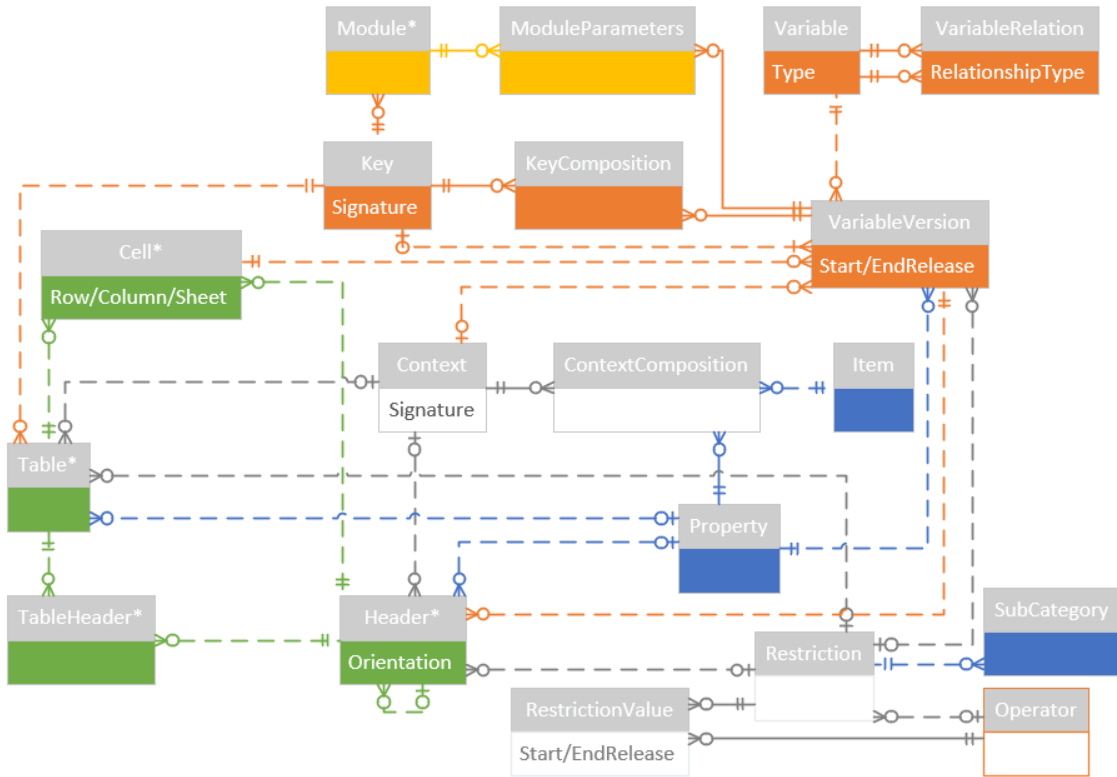 Module*
ModuleParameters
Variable
Type
VariableRelation
RelationshipType
Key
Signature
KeyComposition
VariableVersion
Start/EndRelease
Cell*
Row/Column/Sheet
Context
Signature
ContextComposition
Item
Table*
Property
TableHeader*
Header*
Orientation
SubCategory
Restriction
RestrictionValue
Start/EndRelease
Operator